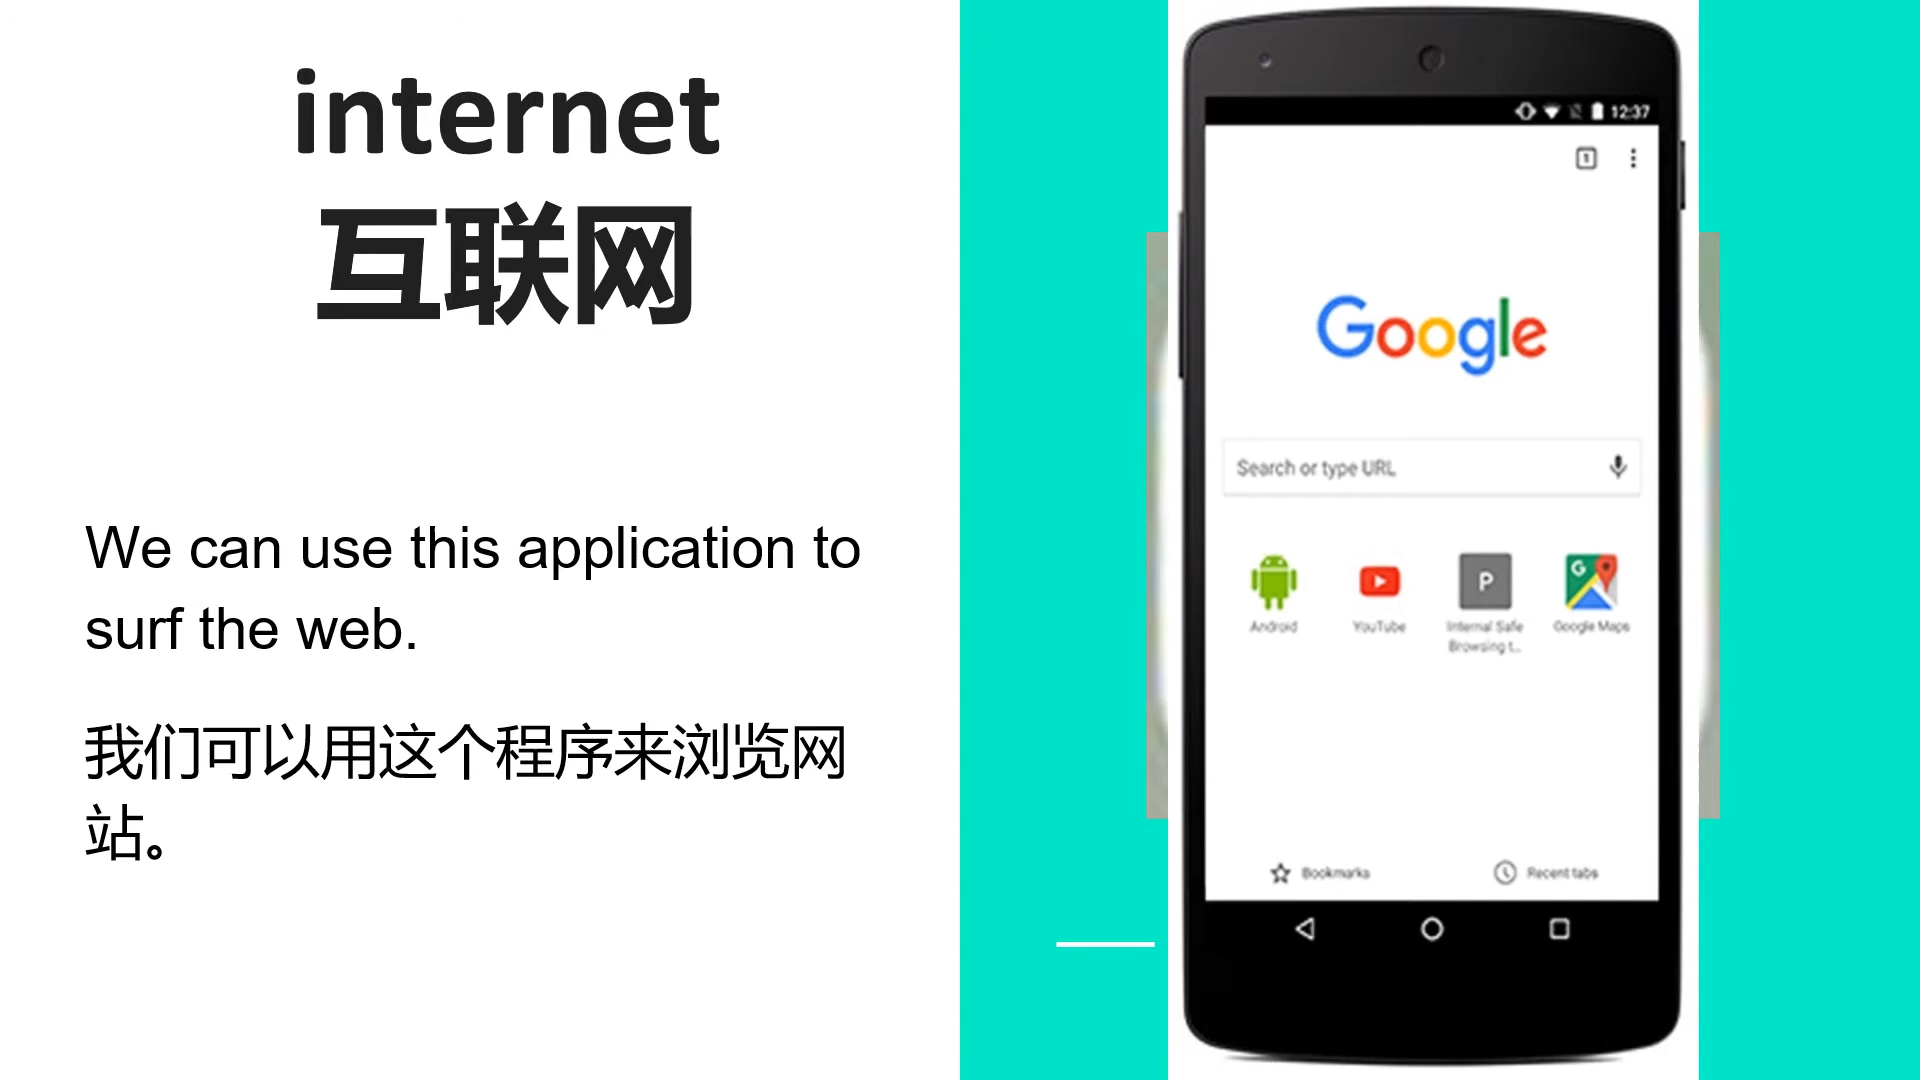 internet
互联网
We can use this application to
surf the web.
我们可以用这个程序来浏览网
站。
12:37
1
Google
Search or type URL
P
G
Android
YouTube
Internal Safe
Browsing t...
Google Maps
Bookmarks
Recent tabs